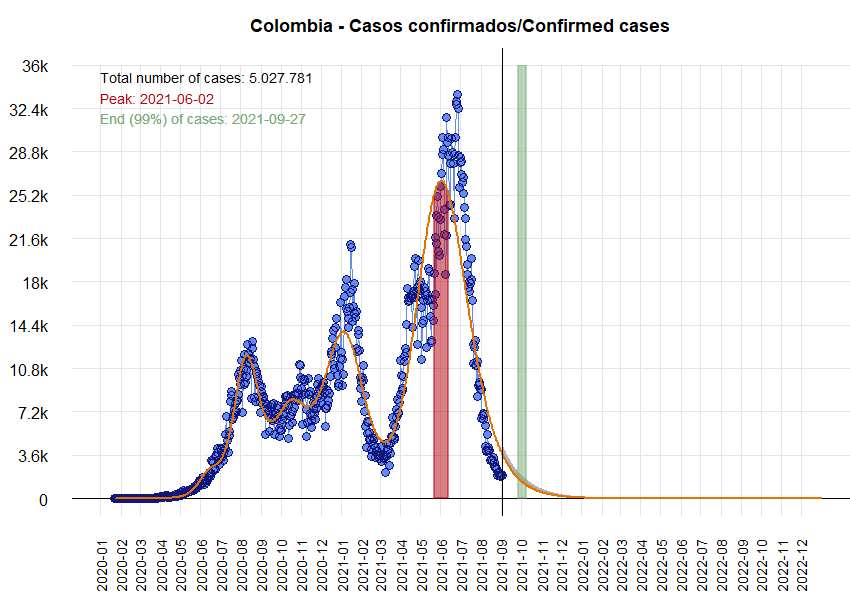 Colombia - Casos confirmados/Confirmed cases
36k
Total number of cases: 5.027.781
Peak: 2021-06-02
End (99%) of cases: 2021-09-27
32.4k
28.8k
25.2k
21.6k
18k
14.4k
10.8k
7.2k
3.6k
0
2020-01
2020-02
2020-03
2020-04
2020-05
2020-06
2020-07
2020-08
2020-09
2020-10
2020-11
2020-12
2021-01
2021-02
2021-03
2021-04
2021-05
2021-06
2021-07
2021-08
2021-09
2021-10
2021-11
2021-12
2022-01
2022-02
2022-03
2022-04
2022-05
2022-06
2022-07
2022-08
2022-09
2022-10
2022-11
2022-12